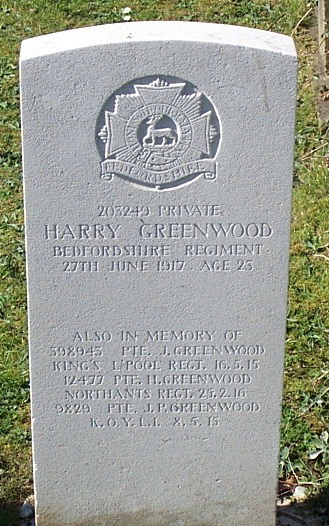 BEDFORDSHIRE
203249 PRIVATE
HARRY GREENWOOD
BEDFORDSHIRE REGIMENT
27TH JUNE 1917 AGE 23
ALSO IN MEMORY OF
398943 PTE. J. GREENWOOD
KING'S L'POOL REGT. 16.5.15
12477 PTE. H. GREENWOOD
NORTHANTS REGT. 25.2.16
9829 PTE. J.P. GREENWOOD
K.O.Y.L.I. 8.5.15